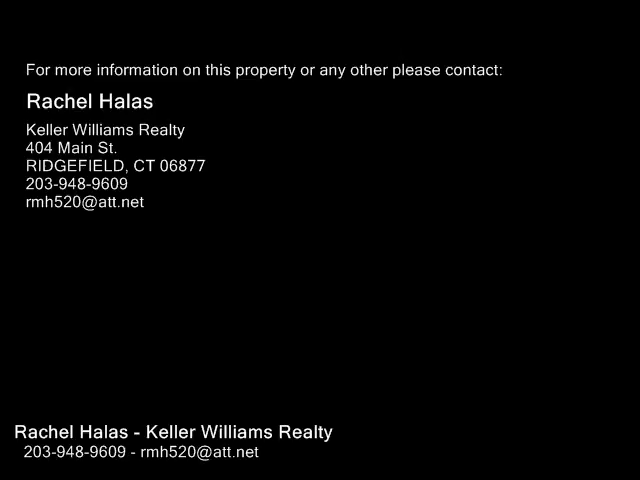 For more information on this property or any other please contact:
Rachel Halas
Keller Williams Realty
404 Main St.
RIDGEFIELD, CT 06877
203-948-9609
rmh520@att.net
Rachel Halas - Keller Williams Realty
203-948-9609 - rmh520@att.net